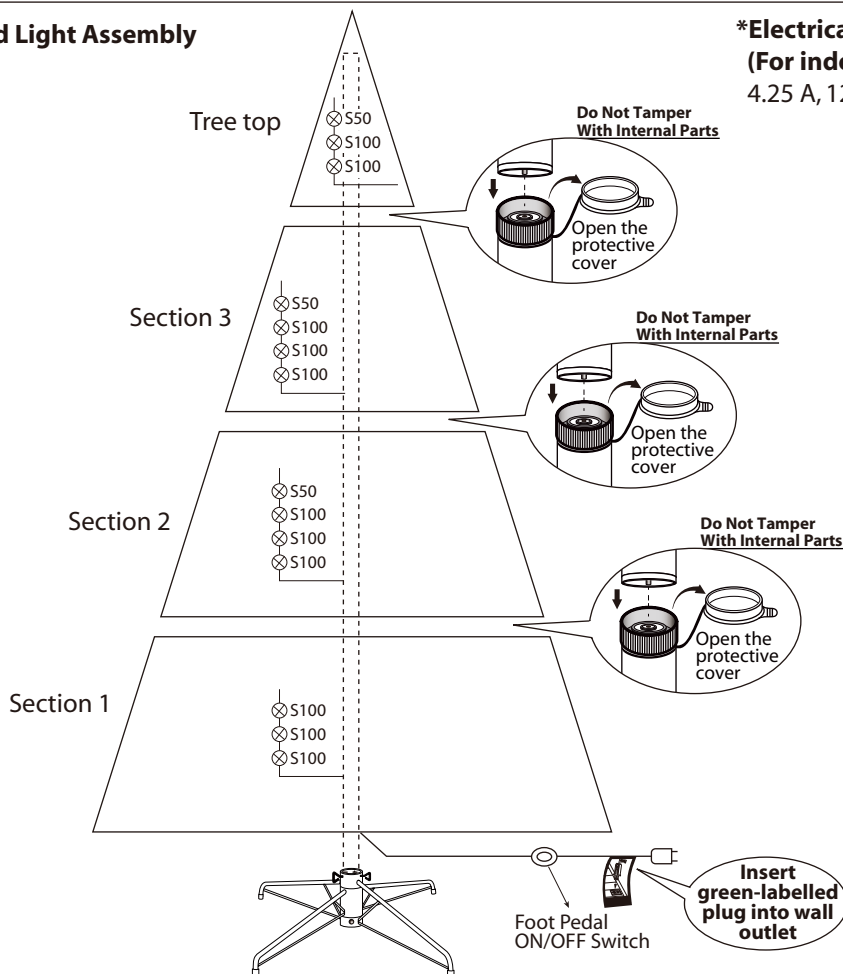 Light Assembly
*Electrica
(For inde
4.25 A, 12
Tree top
S50
S100
S100
Do Not Tamper
With Internal Parts
Open the
protective
cover
Section 3
S50
S100
S100
S100
Do Not Tamper
With Internal Parts
Open the
protective
cover
Section 2
S50
S100
S100
S100
Do Not Tamper
With Internal Parts
Open the
protective
cover
Section 1
S100
S100
S100
Foot Pedal
ON/OFF Switch
Insert
green-labelled
plug into wall
outlet